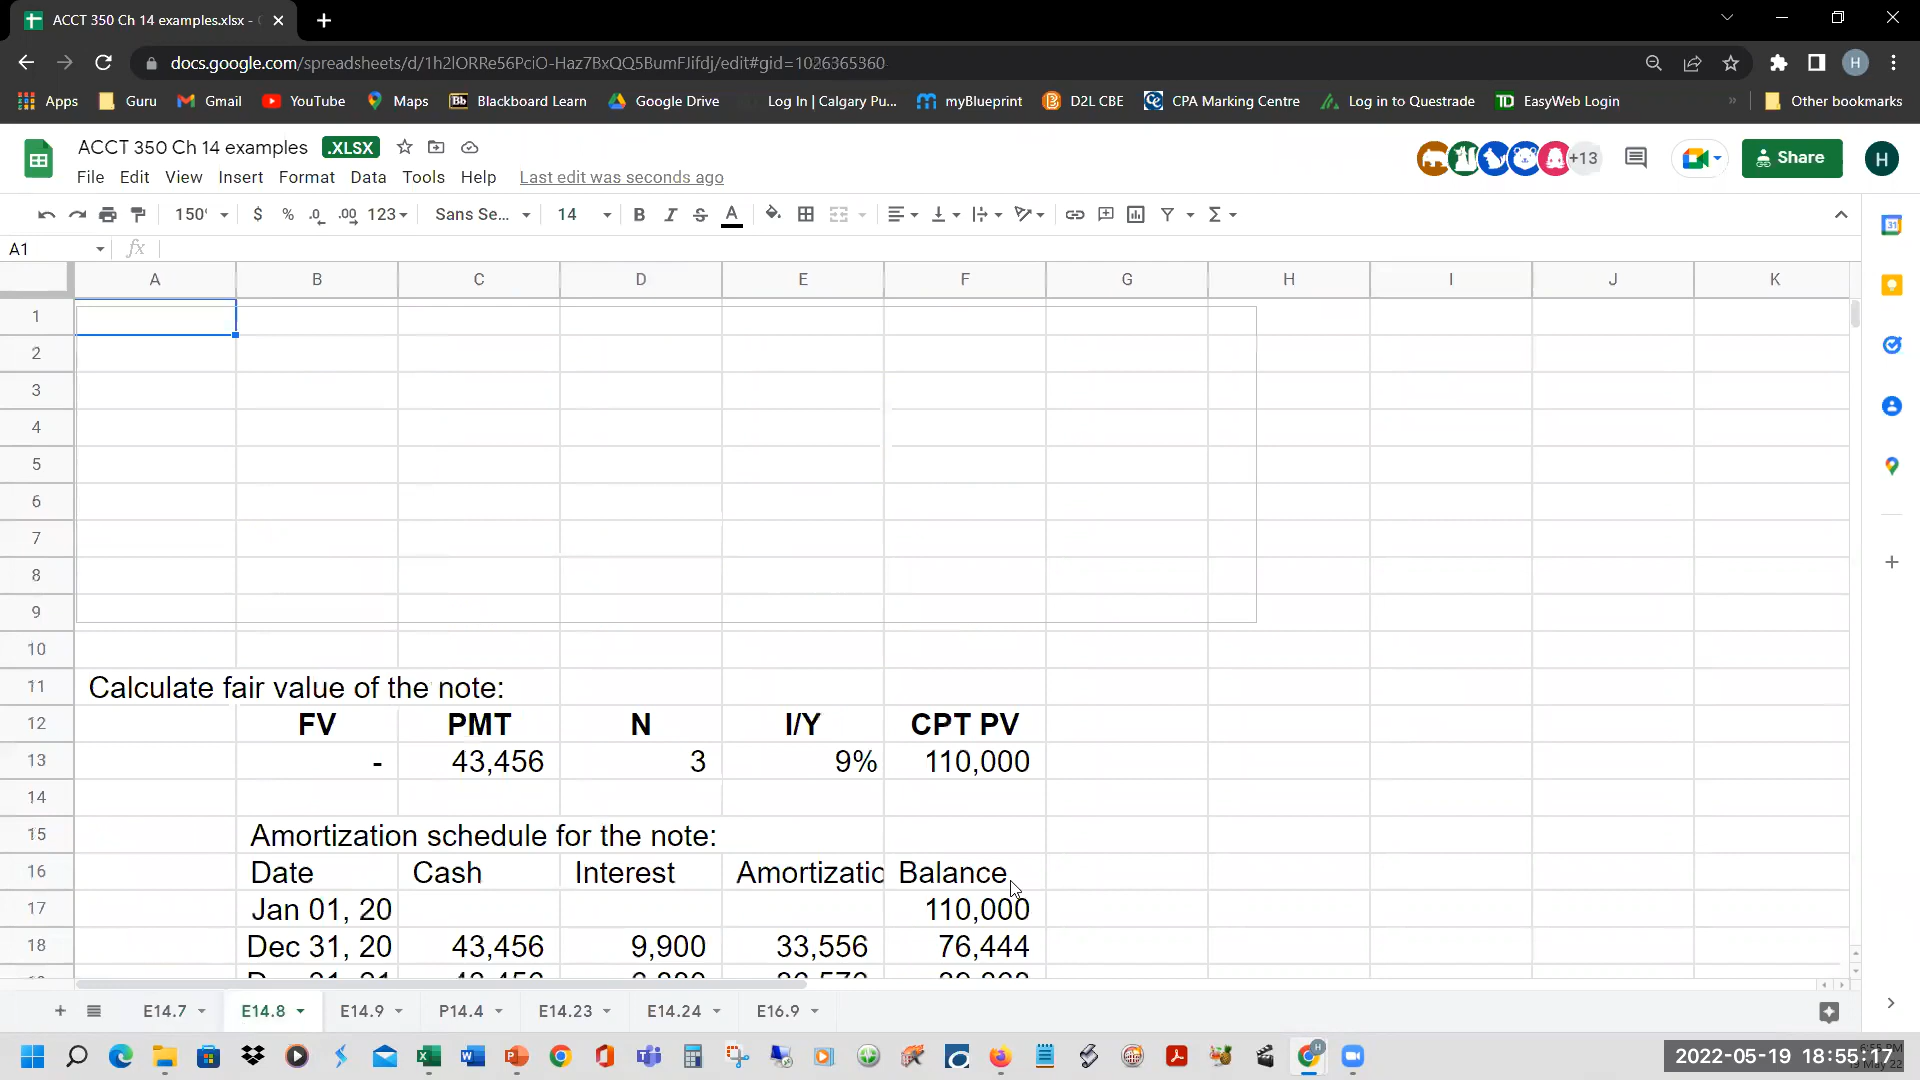 ACCT 350 Ch 14 examples.xlsx -
docs.google.com/spreadsheets/d/1h2lORRe56PciO-Haz7BxQQ5BumFJifdj/edit#gid=1026365360
Apps Guru Gmail YouTube Maps Blackboard Learn Google Drive Log In | Calgary Pu... myBlueprint D2L CBE CPA Marking Centre Log in to Questrade EasyWeb Login » Other bookmarks
ACCT 350 Ch 14 examples .XLSX
+13 Share H
File Edit View Insert Format Data Tools Help Last edit was seconds ago
$ % .0 .00 123 Sans Se... 14 B I S A
A1 fx
A B C D E F G H I J K
1
2
3
4
5
6
7
8
9
10
11 Calculate fair value of the note:
12 FV PMT N I/Y CPT PV
13 - 43,456 3 9% 110,000
14
15 Amortization schedule for the note:
16 Date Cash Interest Amortizatio Balance
17 Jan 01, 20 110,000
18 Dec 31, 20 43,456 9,900 33,556 76,444
+ E14.7 E14.8 E14.9 P14.4 E14.23 E14.24 E16.9
2022-05-19 18:55:17